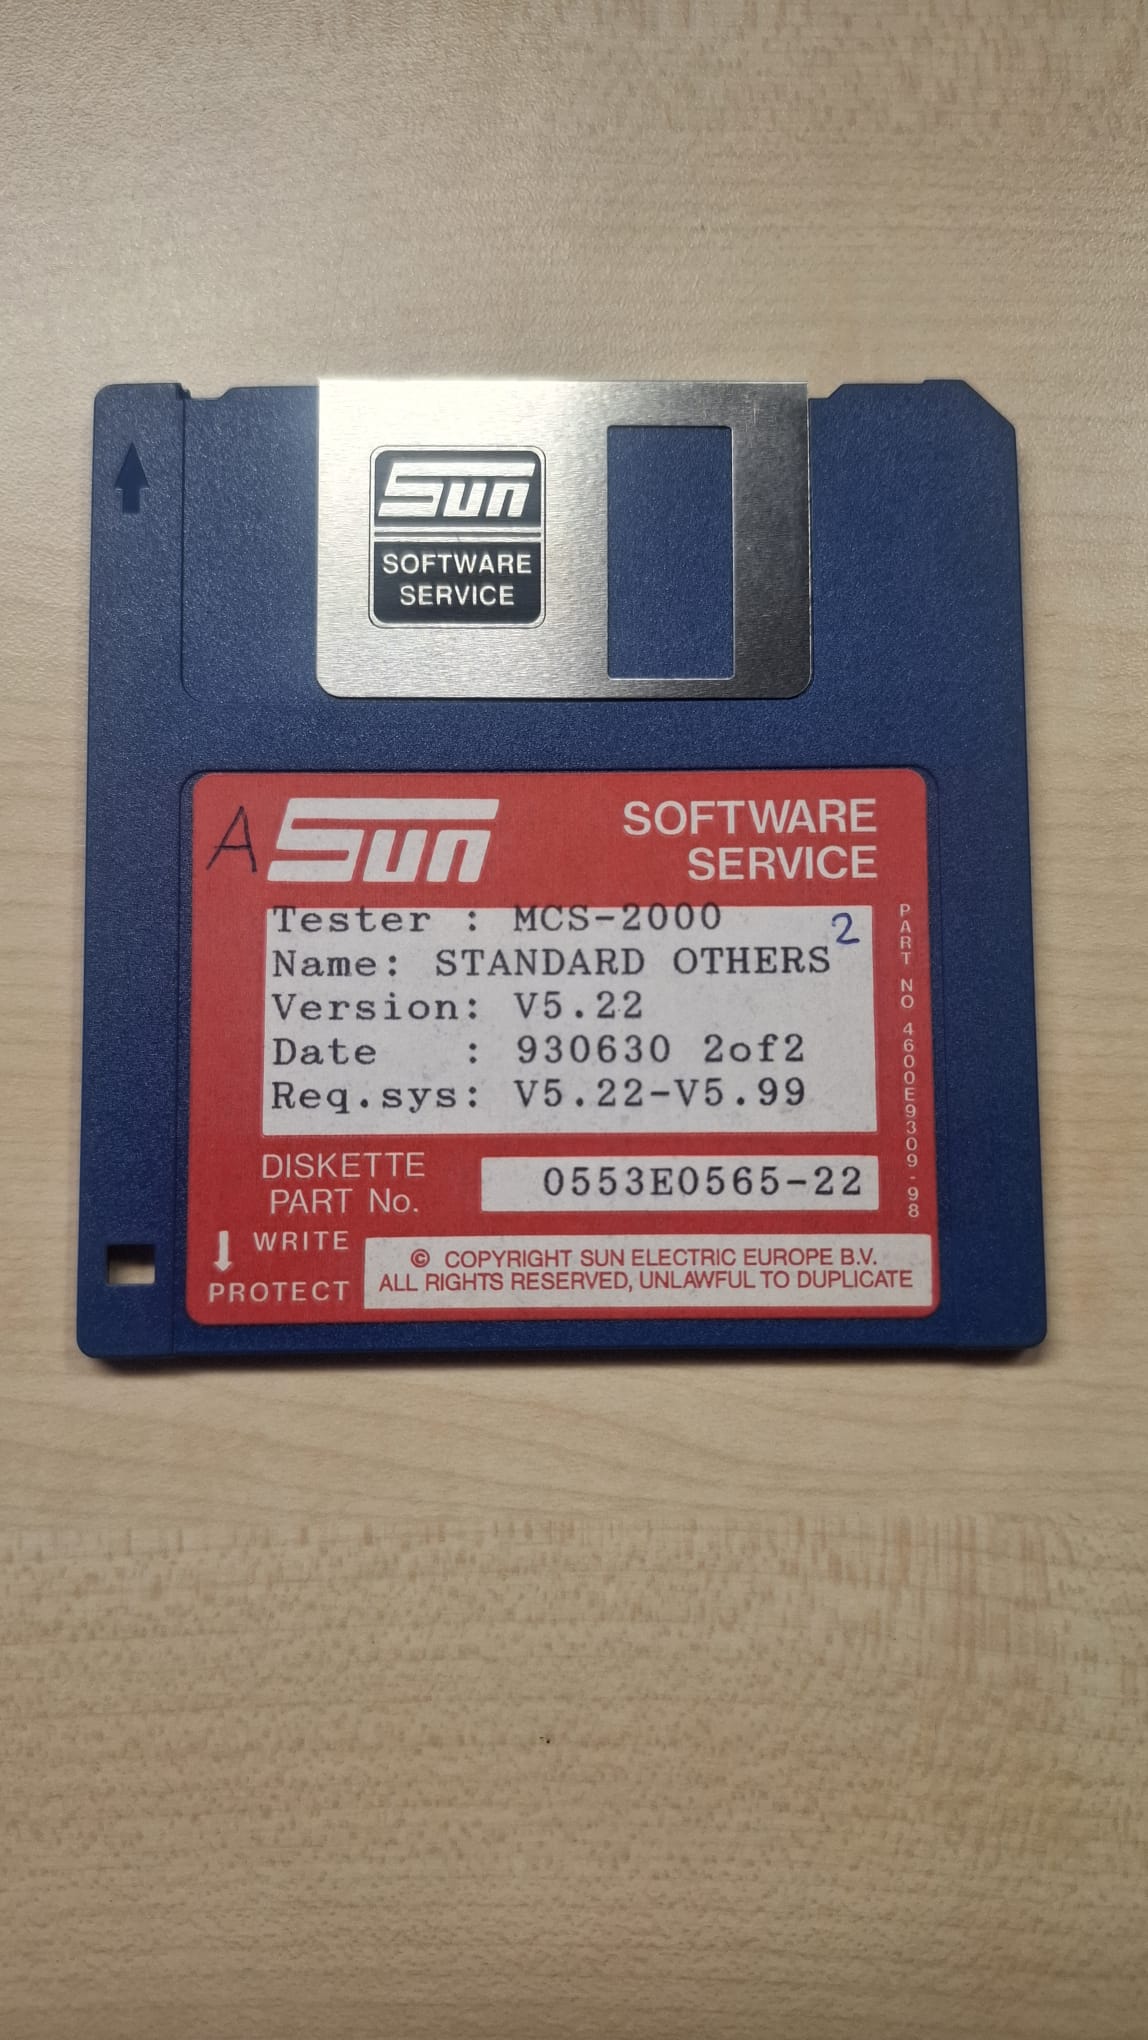 Sun
SOFTWARE
SERVICE
A Sun
SOFTWARE
SERVICE
Tester : MCS-2000
2
Name: STANDARD OTHERS
Version: V5.22
Date : 930630 2of2
Req.sys: V5.22-V5.99
PART NO 4600E9309-98
DISKETTE
PART No.
0553E0565-22
WRITE
PROTECT
© COPYRIGHT SUN ELECTRIC EUROPE B.V.
ALL RIGHTS RESERVED, UNLAWFUL TO DUPLICATE